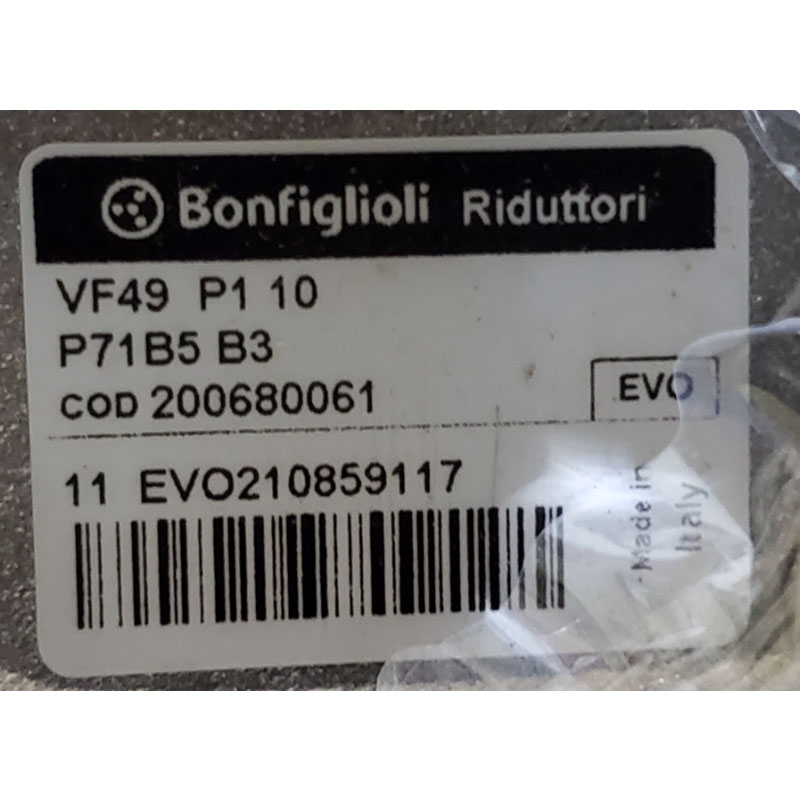 Bonfiglioli Riduttori
VF49 P1 10
P71B5 B3
COD 200680061
EVO
11 EVO210859117
Made in
Italy